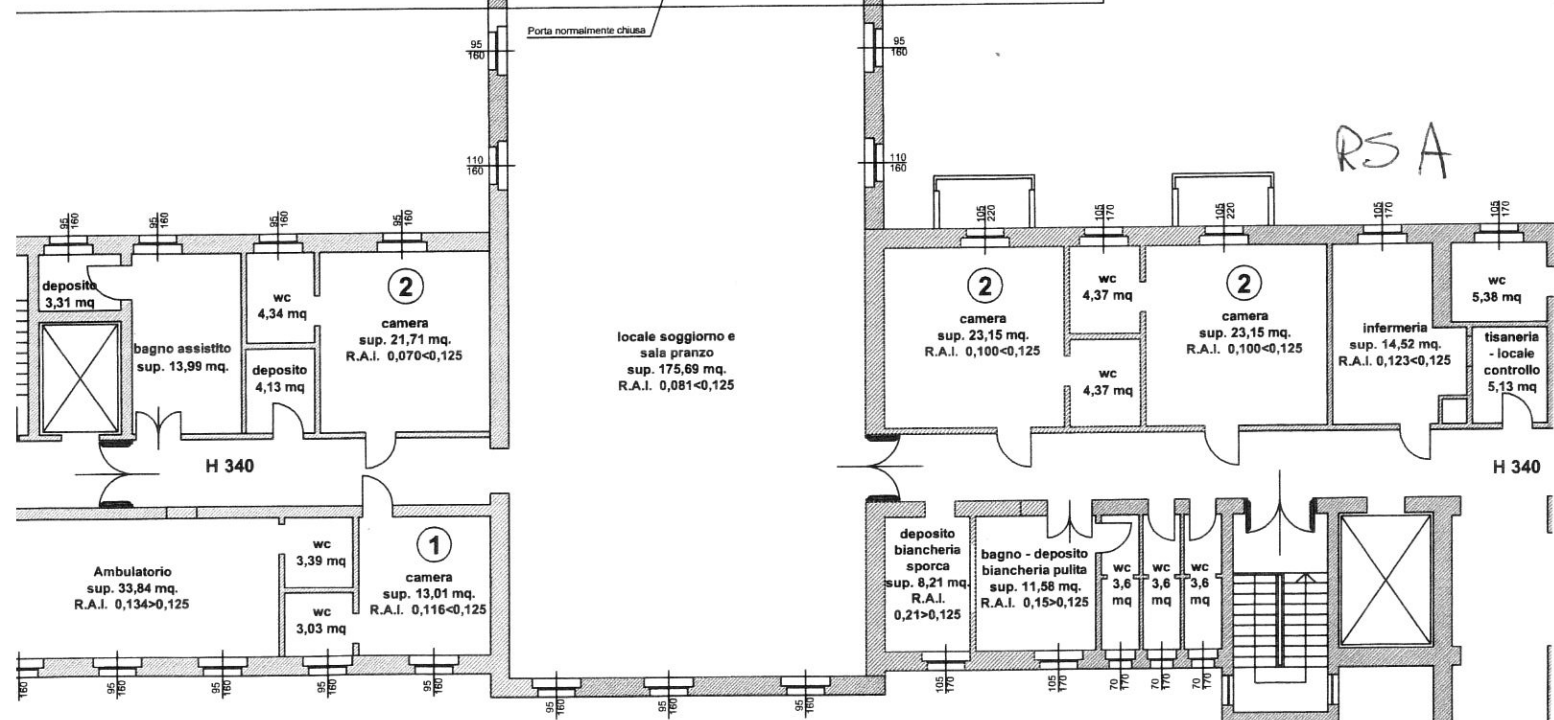 Porta normalmente chiusa
95
160
95
160
110
160
110
160
RSA
95
160
95
160
95
160
95
160
105
220
105
170
105
220
105
170
105
170
deposito
3,31 mq
bagno assistito
sup. 13,99 mq.
wc
4,34 mq
deposito
4,13 mq
2
camera
sup. 21,71 mq.
R.A.I. 0,070<0,125
locale soggiorno e
sala pranzo
sup. 175,69 mq.
R.A.I. 0,081<0,125
2
camera
sup. 23,15 mq.
R.A.I. 0,100<0,125
wc
4,37 mq
wc
4,37 mq
2
camera
sup. 23,15 mq.
R.A.I. 0,100<0,125
infermeria
sup. 14,52 mq.
R.A.I. 0,123<0,125
wc
5,38 mq
tisaneria
- locale
controllo
5,13 mq
H 340
H 340
Ambulatorio
sup. 33,84 mq.
R.A.I. 0,134>0,125
wc
3,39 mq
wc
3,03 mq
1
camera
sup. 13,01 mq.
R.A.I. 0,116<0,125
deposito
biancheria
sporca
sup. 8,21 mq.
R.A.I.
0,21>0,125
bagno - deposito
biancheria pulita
sup. 11,58 mq.
R.A.I. 0,15>0,125
wc
3,6
mq
wc
3,6
mq
wc
3,6
mq
160
95
160
95
160
95
160
95
160
95
160
95
160
95
160
105
170
105
170
70
170
70
170
70
170